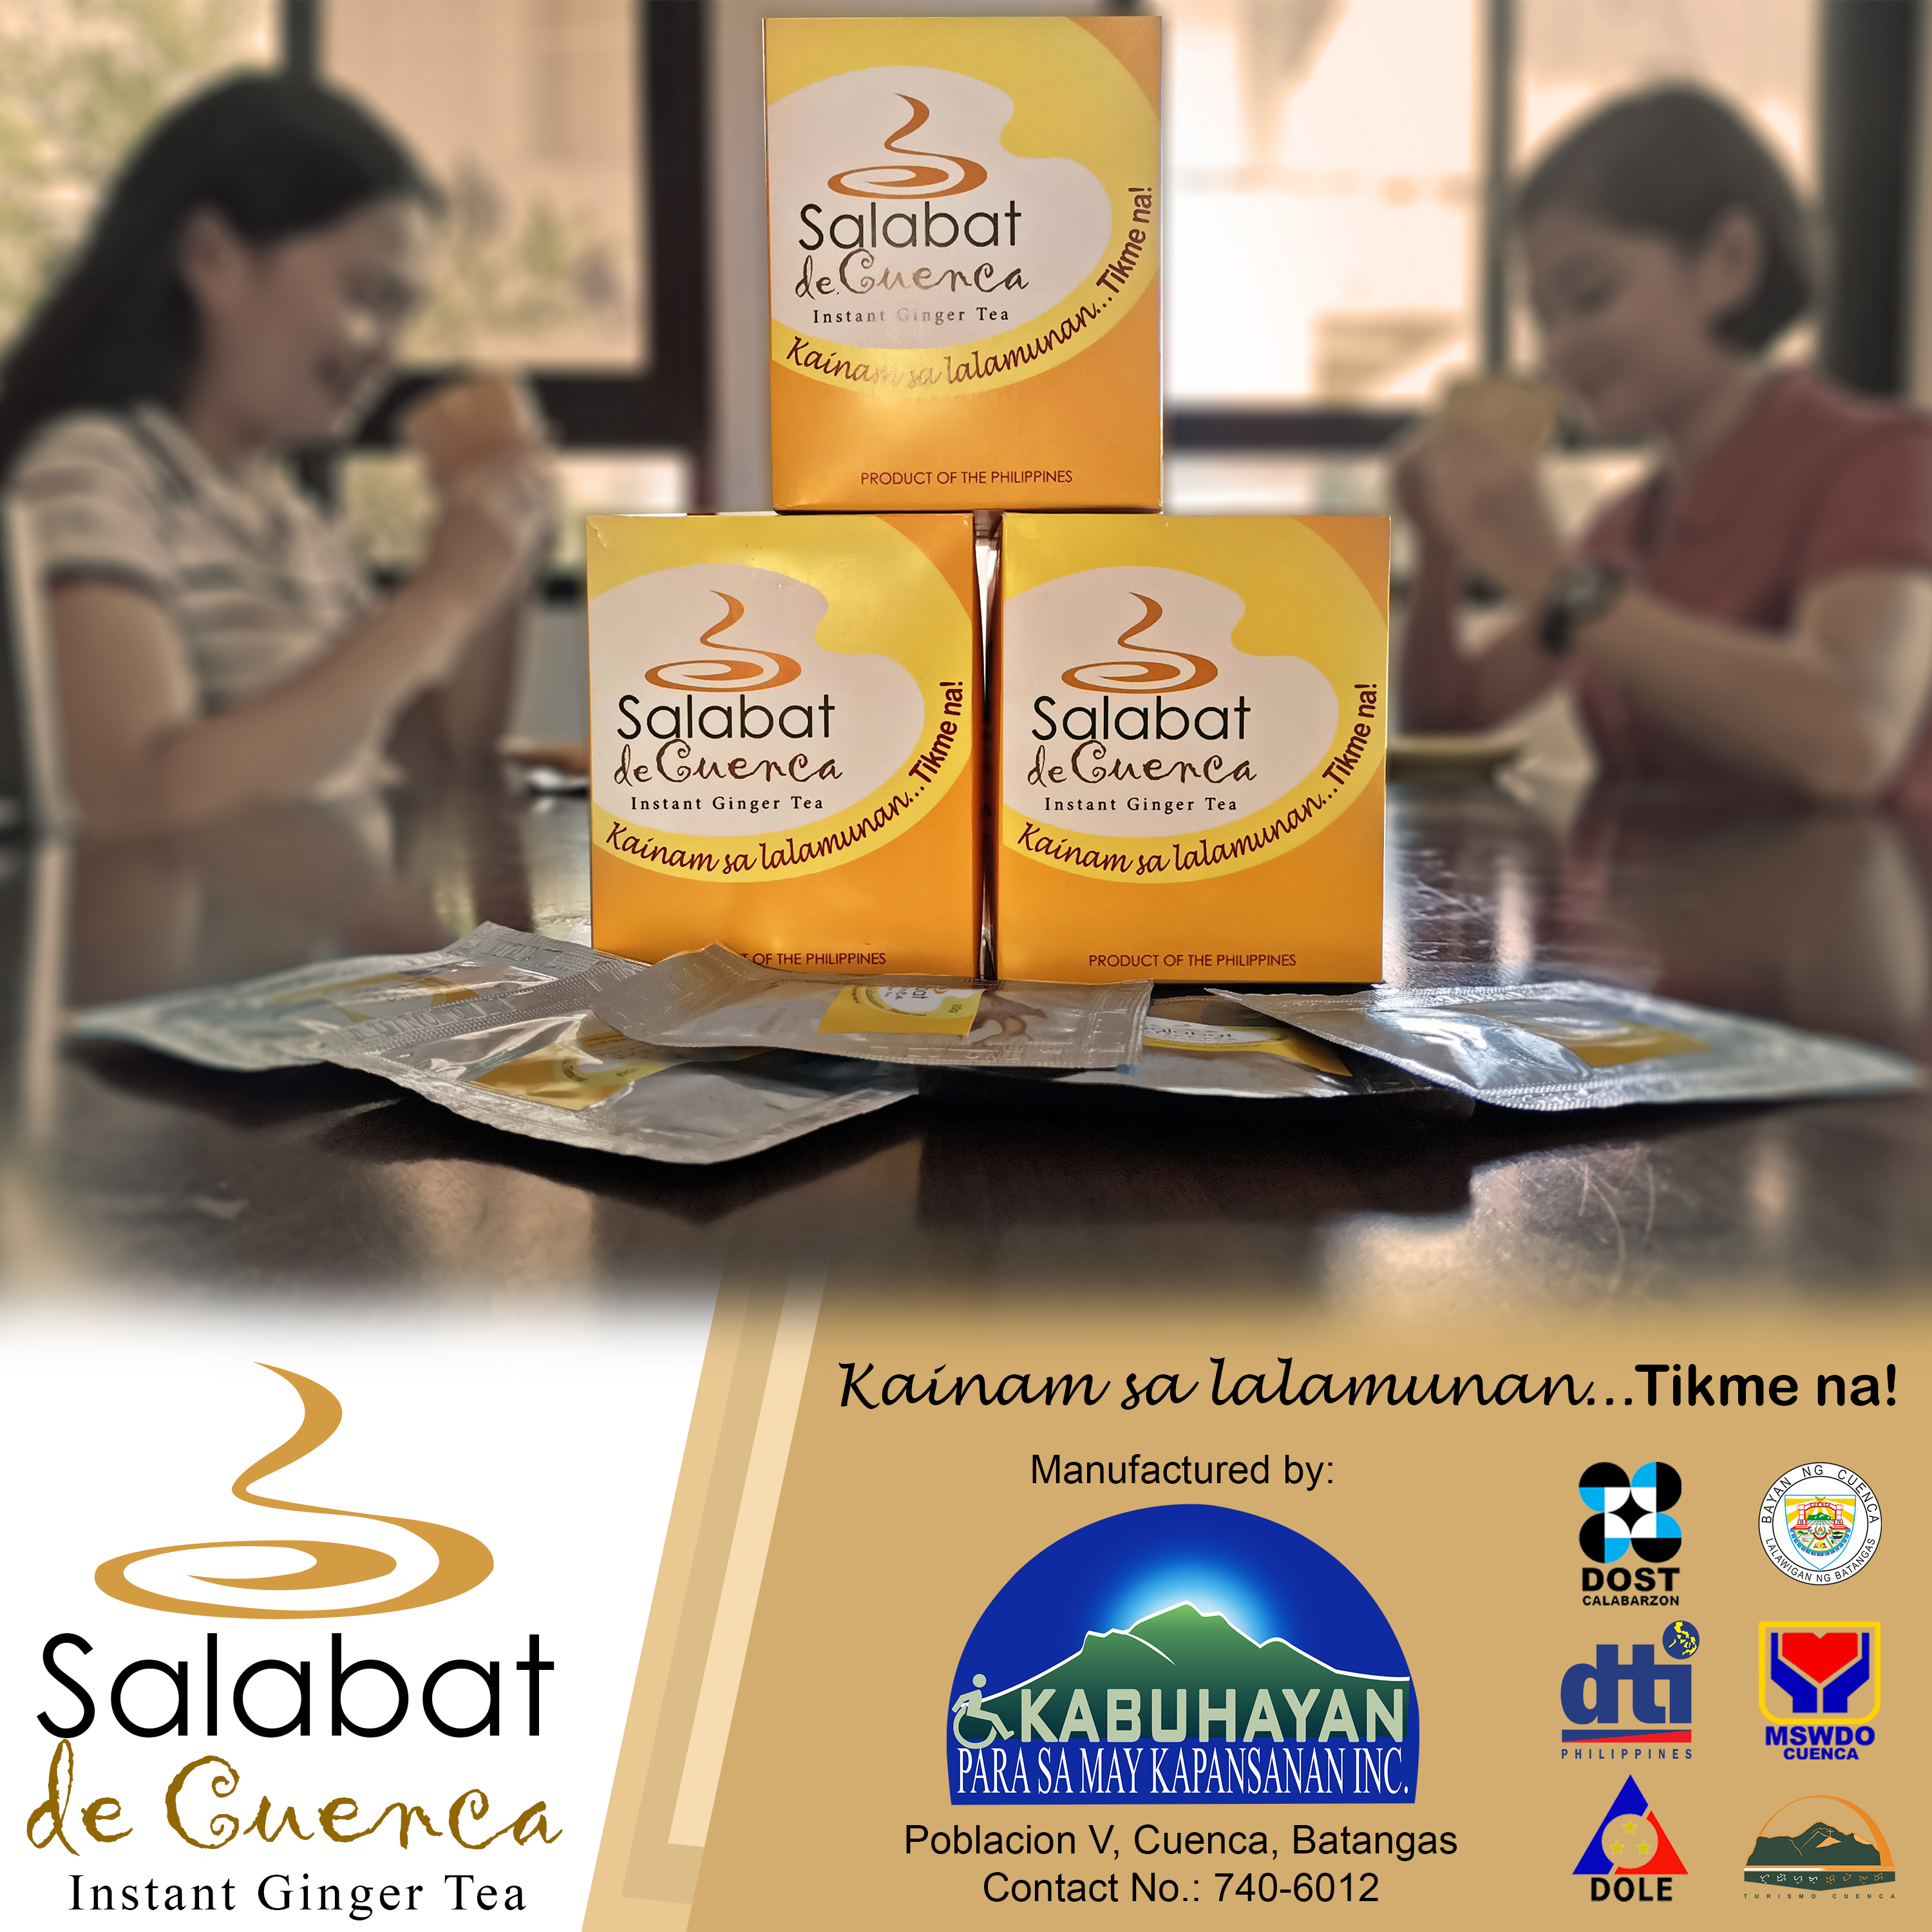 Salabat
de Cuenca
Instant Ginger Tea
Kainam sa lalamunan...Tikme na!
PRODUCT OF THE PHILIPPINES
Salabat
de Cuenca
Instant Ginger Tea
Kainam sa lalamunan...Tikme na!
OF THE PHILIPPINES
Salabat
de Cuenca
Instant Ginger Tea
Kainam sa lalamunan...Tikme na!
PRODUCT OF THE PHILIPPINES
Salabat
de Cuenca
Instant Ginger Tea
Kainam sa lalamunan...Tikme na!
Manufactured by:
KABUHAYAN
PARA SA MAY KAPANSANAN INC.
Poblacion V, Cuenca, Batangas
Contact No.: 740-6012
DOST
CALABARZON
BAYAN NG CUENCA
LALAWIGAN NG BATANGAS
dti
PHILIPPINES
MSWDO
CUENCA
DOLE
TURISMO CUENCA